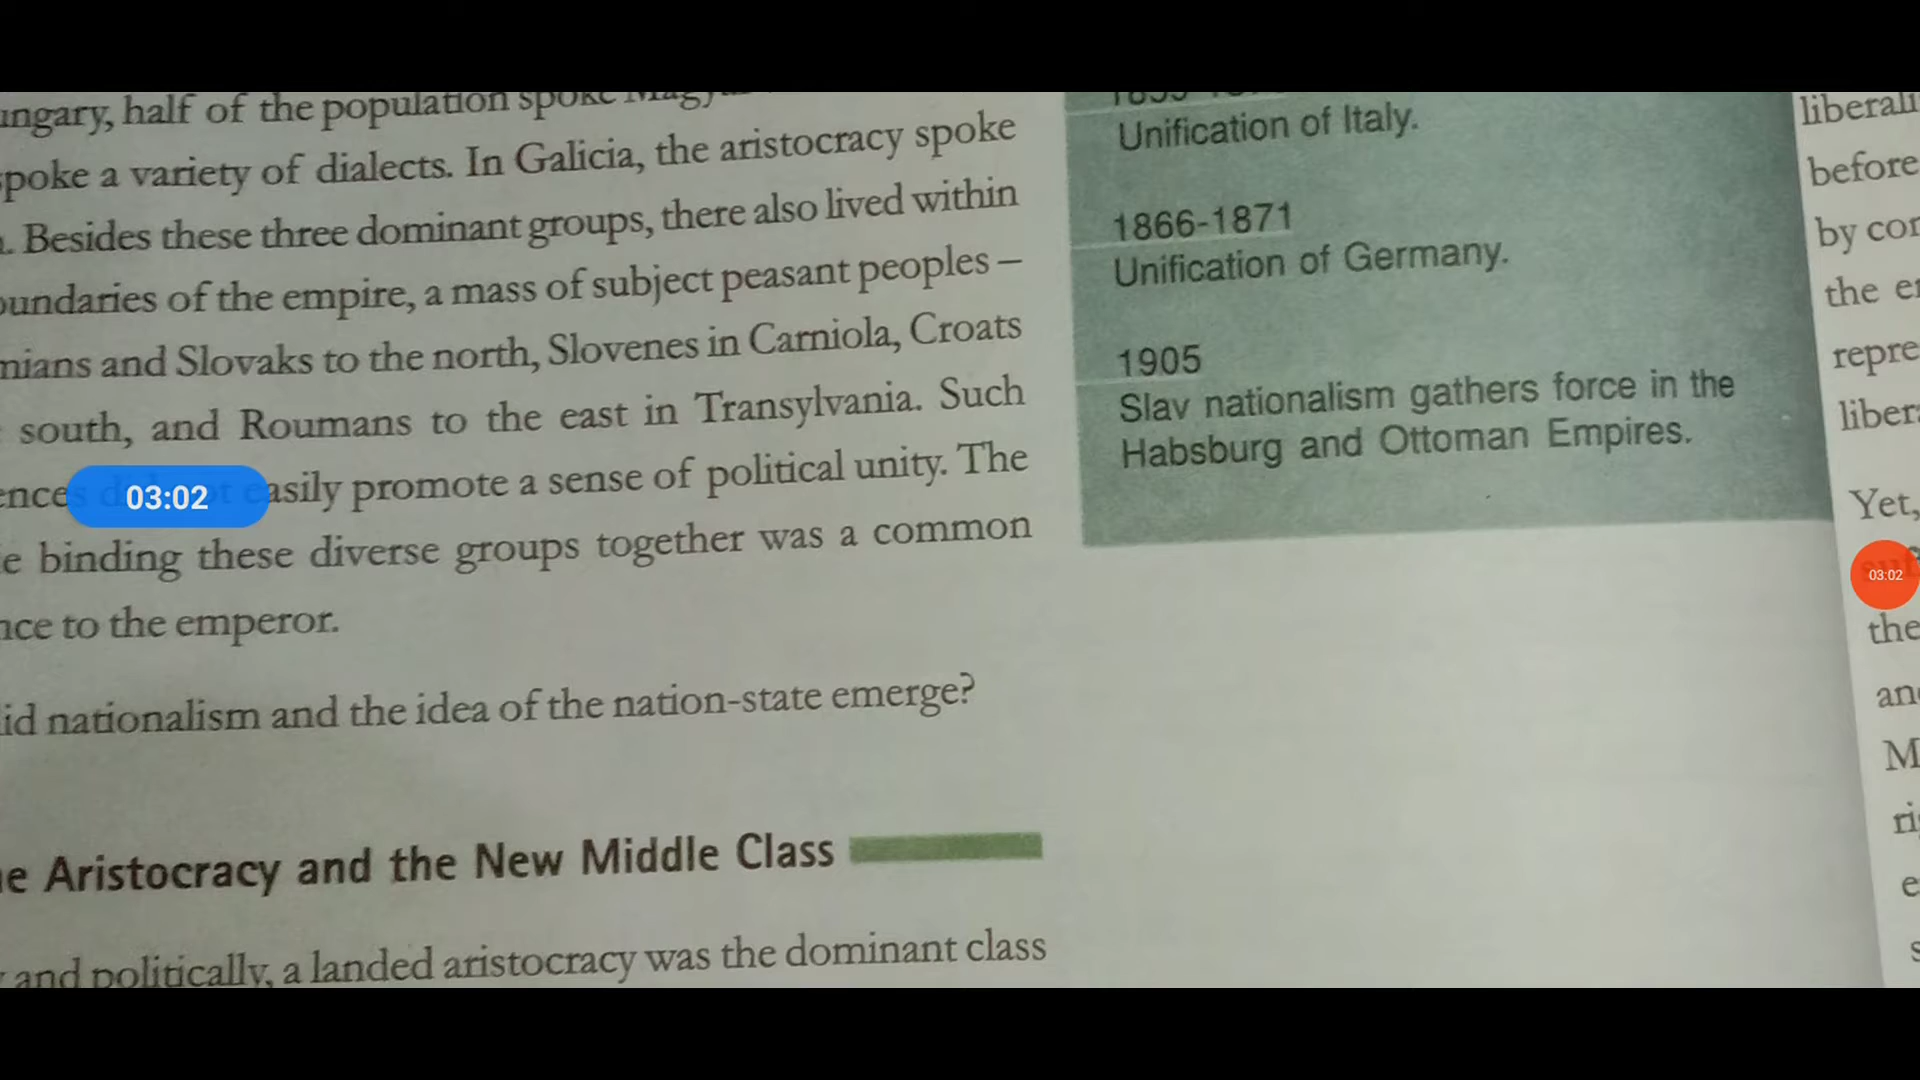 ungary, half of the population spoke
spoke a variety of dialects. In Galicia, the aristocracy spoke
. Besides these three dominant groups, there also lived within
oundaries of the empire, a mass of subject peasant peoples –
nians and Slovaks to the north, Slovenes in Carniola, Croats
south, and Roumans to the east in Transylvania. Such
ences easily promote a sense of political unity. The
e binding these diverse groups together was a common
nce to the emperor.
id nationalism and the idea of the nation-state emerge?
e Aristocracy and the New Middle Class
and politically, a landed aristocracy was the dominant class
03:02
Unification of Italy.
1866-1871
Unification of Germany.
1905
Slav nationalism gathers force in the
Habsburg and Ottoman Empires.
liberali
before
by cor
the e
repre
liber
Yet,
03:02
the
and
M
ri
e
s